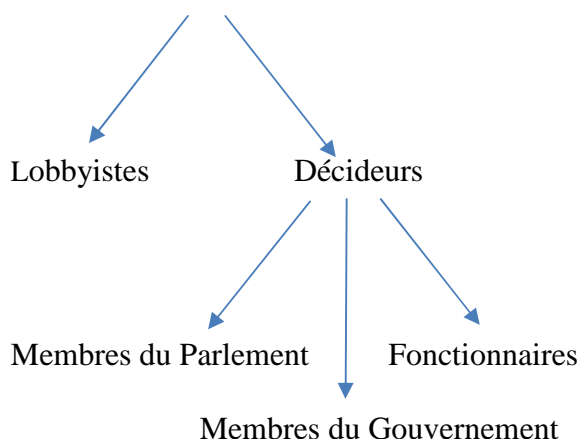 Lobbyistes Décideurs
Membres du Parlement Fonctionnaires
Membres du Gouvernement